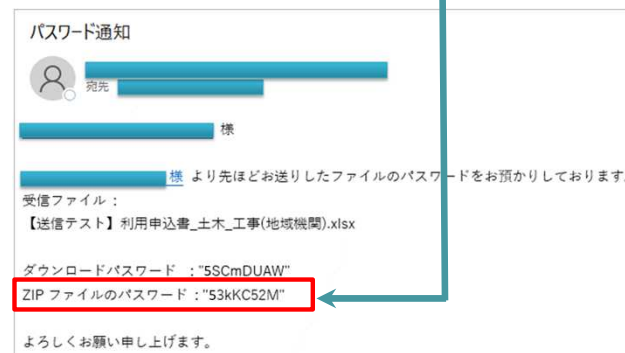 パスワード通知
宛先
様
様 より先ほどお送りしたファイルのパスワードをお預かりしております。
受信ファイル：
【送信テスト】利用申込書_土木_工事(地域機関).xlsx
ダウンロードパスワード ："5SCmDUAW"
ZIP ファイルのパスワード："53kKC52M"
よろしくお願い申し上げます。